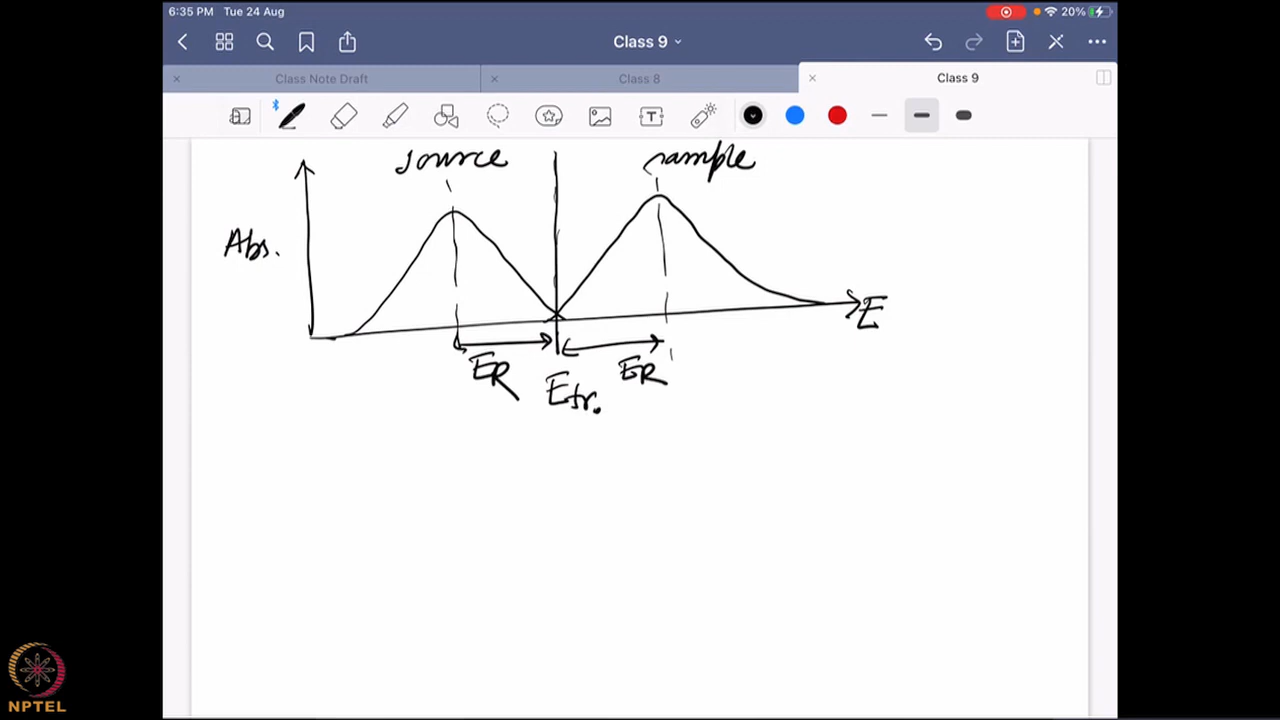 6:35 PM Tue 24 Aug
20%
Class 9
Class Note Draft
Class 8
Class 9
T
source
sample
Abs.
E
ER
ER
Etr.
NPTEL